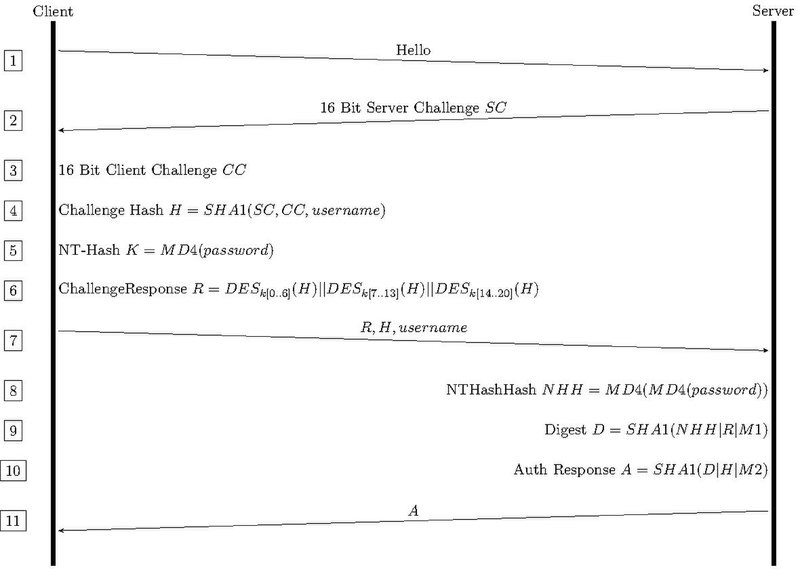 Client
Server
1
Hello
2
16 Bit Server Challenge SC
3
16 Bit Client Challenge CC
4
Challenge Hash H = SHA1(SC, CC, username)
5
NT-Hash K = MD4(password)
6
ChallengeResponse R = DES_{k[0..6]}(H)||DES_{k[7..13]}(H)||DES_{k[14..20]}(H)
7
R, H, username
8
NTHashHash NHH = MD4(MD4(password))
9
Digest D = SHA1(NHH|R|M1)
10
Auth Response A = SHA1(D|H|M2)
11
A